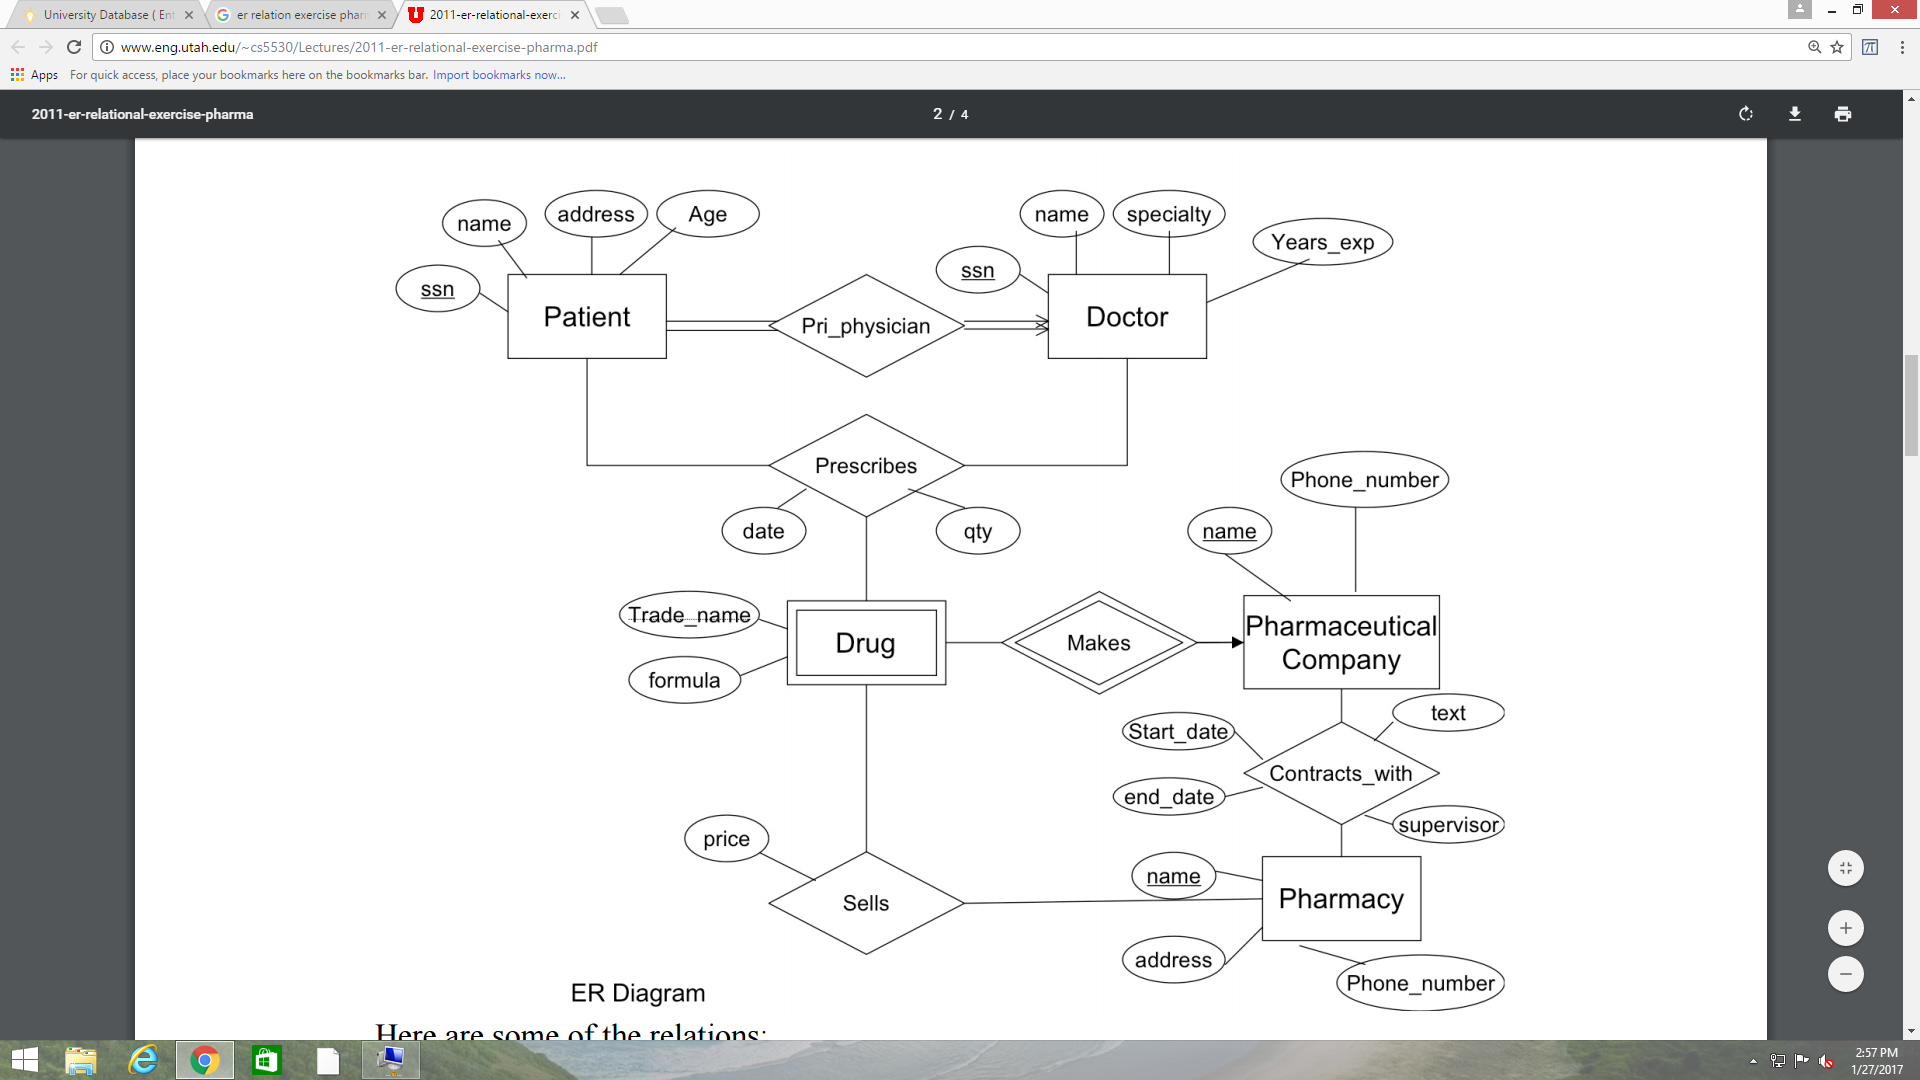 University Database ( Ent
er relation exercise pharm
2011-er-relational-exerci
www.eng.utah.edu/~cs5530/Lectures/2011-er-relational-exercise-pharma.pdf
Apps For quick access, place your bookmarks here on the bookmarks bar. Import bookmarks now...
2011-er-relational-exercise-pharma
2 / 4
name
address
Age
name
specialty
Years_exp
ssn
ssn
Patient
Pri_physician
Doctor
Prescribes
date
qty
Phone_number
name
Trade_name
formula
Drug
Makes
Pharmaceutical
Company
text
Start_date
Contracts_with
end_date
supervisor
price
Sells
name
Pharmacy
address
Phone_number
ER Diagram
Here are some of the relations:
2:57 PM
1/27/2017